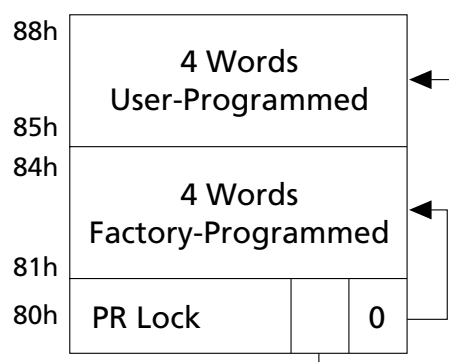 88h
4 Words
User-Programmed
85h
84h
4 Words
Factory-Programmed
81h
80h PR Lock 0